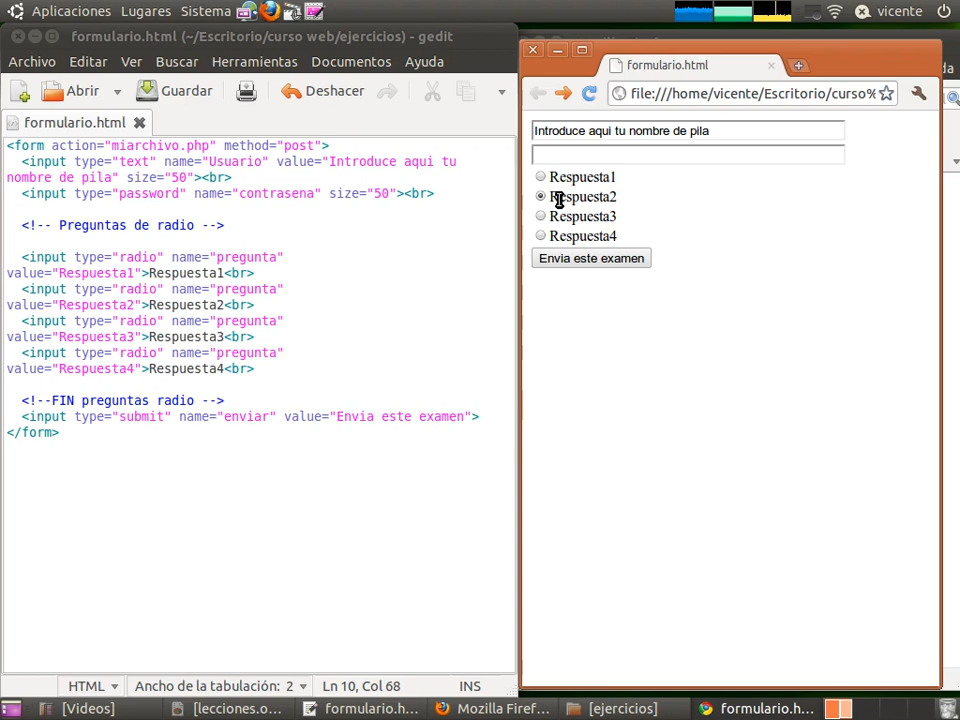 Aplicaciones Lugares Sistema vicente
formulario.html (~/Escritorio/curso web/ejercicios) - gedit
Archivo Editar Ver Buscar Herramientas Documentos Ayuda
Abrir Guardar Deshacer
formulario.html
<form action="miarchivo.php" method="post">
<input type="text" name="Usuario" value="Introduce aqui tu
nombre de pila" size="50"><br>
<input type="password" name="contrasena" size="50"><br>
<!-- Preguntas de radio -->
<input type="radio" name="pregunta"
value="Respuesta1">Respuesta1<br>
<input type="radio" name="pregunta"
value="Respuesta2">Respuesta2<br>
<input type="radio" name="pregunta"
value="Respuesta3">Respuesta3<br>
<input type="radio" name="pregunta"
value="Respuesta4">Respuesta4<br>
<!--FIN preguntas radio -->
<input type="submit" name="enviar" value="Envia este examen">
</form>
HTML Ancho de la tabulación: 2 Ln 10, Col 68 INS
formulario.html
file:///home/vicente/Escritorio/curso%
Introduce aqui tu nombre de pila
Respuesta1
Respuesta2
Respuesta3
Respuesta4
Envia este examen
da
[Videos] [lecciones.o... formulario.h... Mozilla Firef... [ejercicios] formulario.h...